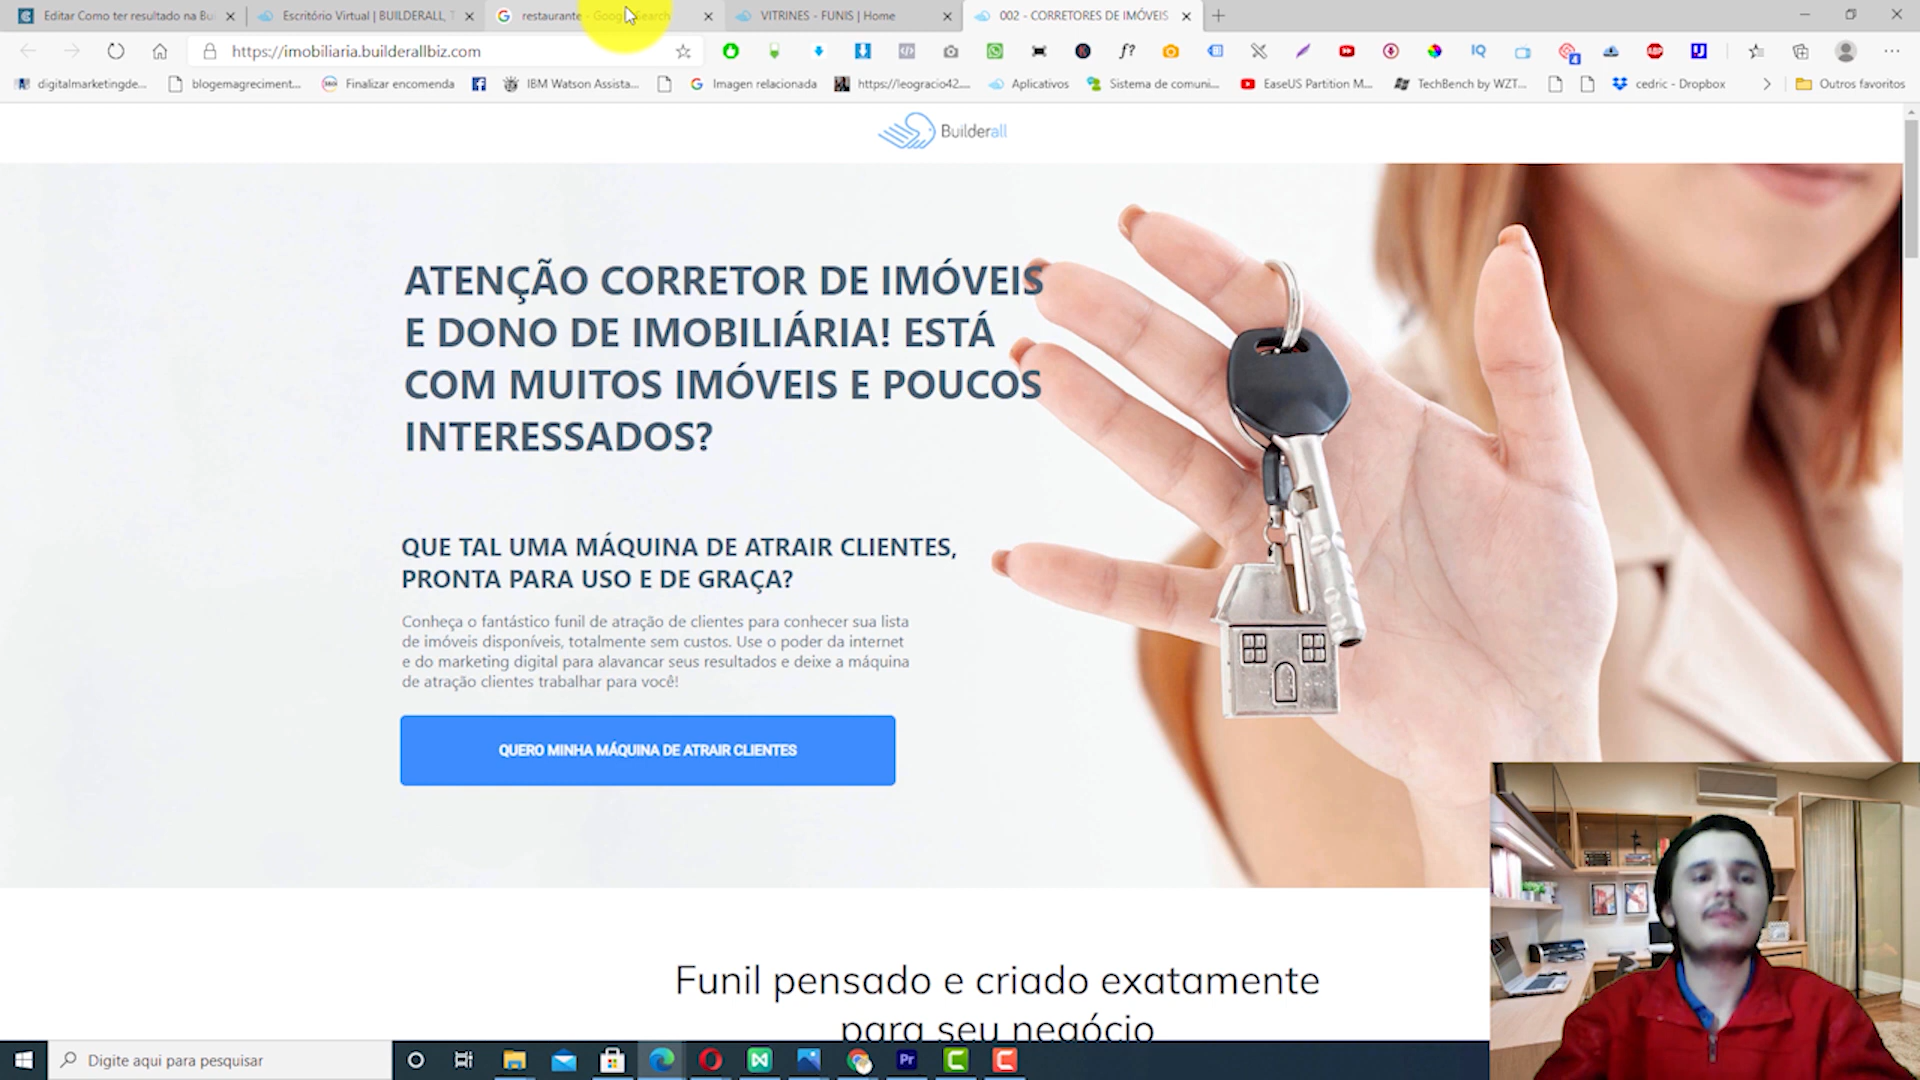 Editar Como ter resultado na Bu
Escritório Virtual | BUILDERALL, T
restaurante - Google Search
VITRINES - FUNIS | Home
002 - CORRETORES DE IMÓVEIS
https://imobiliaria.builderallbiz.com
f?
IQ
4
ABP
digitalmarketingde...
blogemagreciment...
Finalizar encomenda
IBM Watson Assista...
Imagen relacionada
https://leogracio42...
Aplicativos
Sistema de comuni...
EaseUS Partition M...
TechBench by WZT...
cedric - Dropbox
Outros favoritos
Builderall
ATENÇÃO CORRETOR DE IMÓVEIS
E DONO DE IMOBILIÁRIA! ESTÁ
COM MUITOS IMÓVEIS E POUCOS
INTERESSADOS?
QUE TAL UMA MÁQUINA DE ATRAIR CLIENTES,
PRONTA PARA USO E DE GRAÇA?
Conheça o fantástico funil de atração de clientes para conhecer sua lista
de imóveis disponíveis, totalmente sem custos. Use o poder da internet
e do marketing digital para alavancar seus resultados e deixe a máquina
de atração clientes trabalhar para você!
QUERO MINHA MÁQUINA DE ATRAIR CLIENTES
Funil pensado e criado exatamente
para seu negócio
Digite aqui para pesquisar
Pr